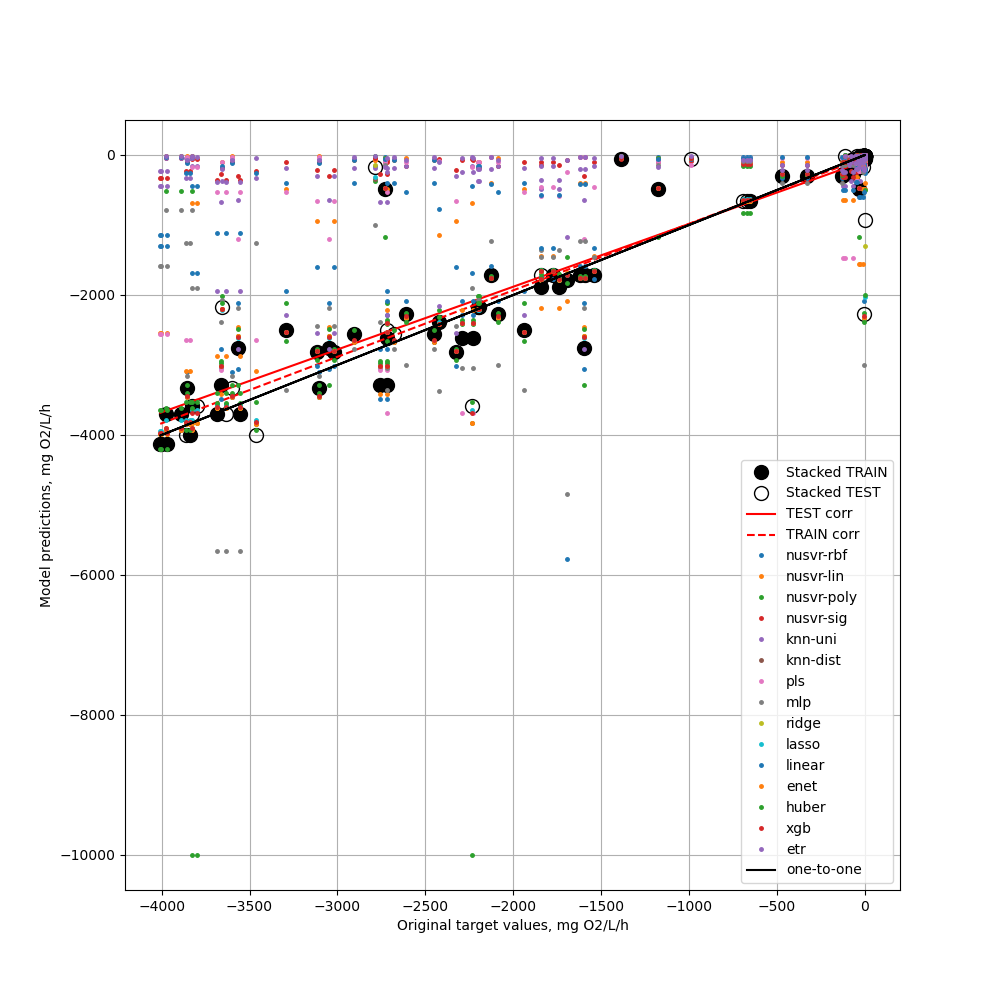 0
−2000
−4000
−6000
−8000
−10000
Model predictions, mg O2/L/h
−4000 −3500 −3000 −2500 −2000 −1500 −1000 −500 0
Original target values, mg O2/L/h
Stacked TRAIN
Stacked TEST
TEST corr
TRAIN corr
nusvr-rbf
nusvr-lin
nusvr-poly
nusvr-sig
knn-uni
knn-dist
pls
mlp
ridge
lasso
linear
enet
huber
xgb
etr
one-to-one